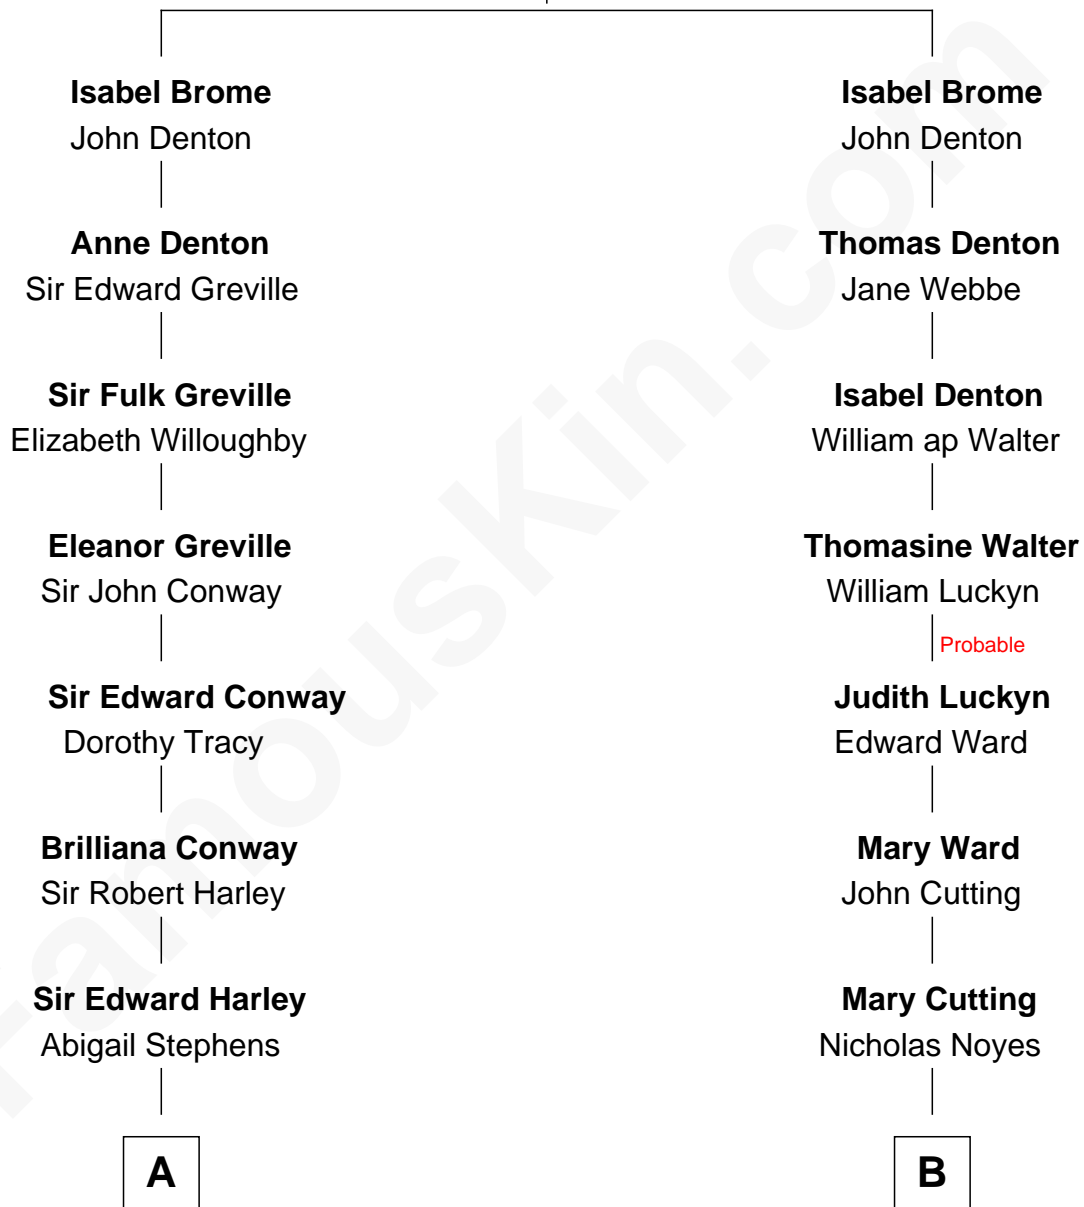 Isabel Brome
John Denton
Anne Denton
Sir Edward Greville
Sir Fulk Greville
Elizabeth Willoughby
Eleanor Greville
Sir John Conway
Sir Edward Conway
Dorothy Tracy
Brilliana Conway
Sir Robert Harley
Sir Edward Harley
Abigail Stephens
A
Isabel Brome
John Denton
Thomas Denton
Jane Webbe
Isabel Denton
William ap Walter
Thomasine Walter
William Luckyn
Probable
Judith Luckyn
Edward Ward
Mary Ward
John Cutting
Mary Cutting
Nicholas Noyes
B
FamousKin.com